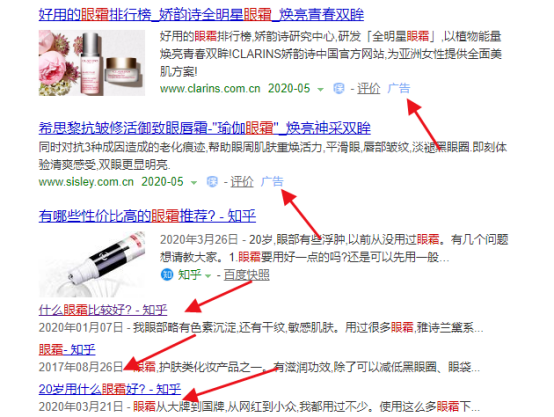 好用的眼霜排行榜_娇韵诗全明星眼霜_焕亮青春双眸
好用的眼霜排行榜,娇韵诗研究中心,研发「全明星眼霜」,以植物能量
焕亮青春双眸!CLARINS娇韵诗中国官方网站,为亚洲女性提供全面美
肌方案!
www.clarins.com.cn 2020-05 - 评价 广告
希思黎抗皱修活御致眼唇霜-"瑜伽眼霜"_焕亮神采双眸
同时对抗3种成因造成的老化痕迹,帮助眼周肌肤重焕活力,平滑眼,唇部皱纹,淡褪黑眼圈.即刻体
验清爽感受,双眼更显明亮.
www.sisley.com.cn 2020-05 - 评价 广告
有哪些性价比高的眼霜推荐? - 知乎
2020年3月26日 - 20岁,眼部有些浮肿,以前从没用过眼霜。有几个问题
想请教大家。1.眼霜要用好一点的吗?还是可以先用一般...
知 知乎 - 百度快照
什么眼霜比较好? - 知乎
2020年01月07日 - 我眼部略有色素沉淀,还有干纹,敏感肌肤。用过很多眼霜,雅诗兰黛系...
眼霜 - 知乎
2017年08月26日 - 眼霜,护肤类化妆产品之一。有滋润功效,除了可以减低黑眼圈、眼袋...
20岁用什么眼霜好? - 知乎
2020年03月21日 - 眼霜从大牌到国牌,从网红到小众,我都用过不少。使用这么多眼霜下...